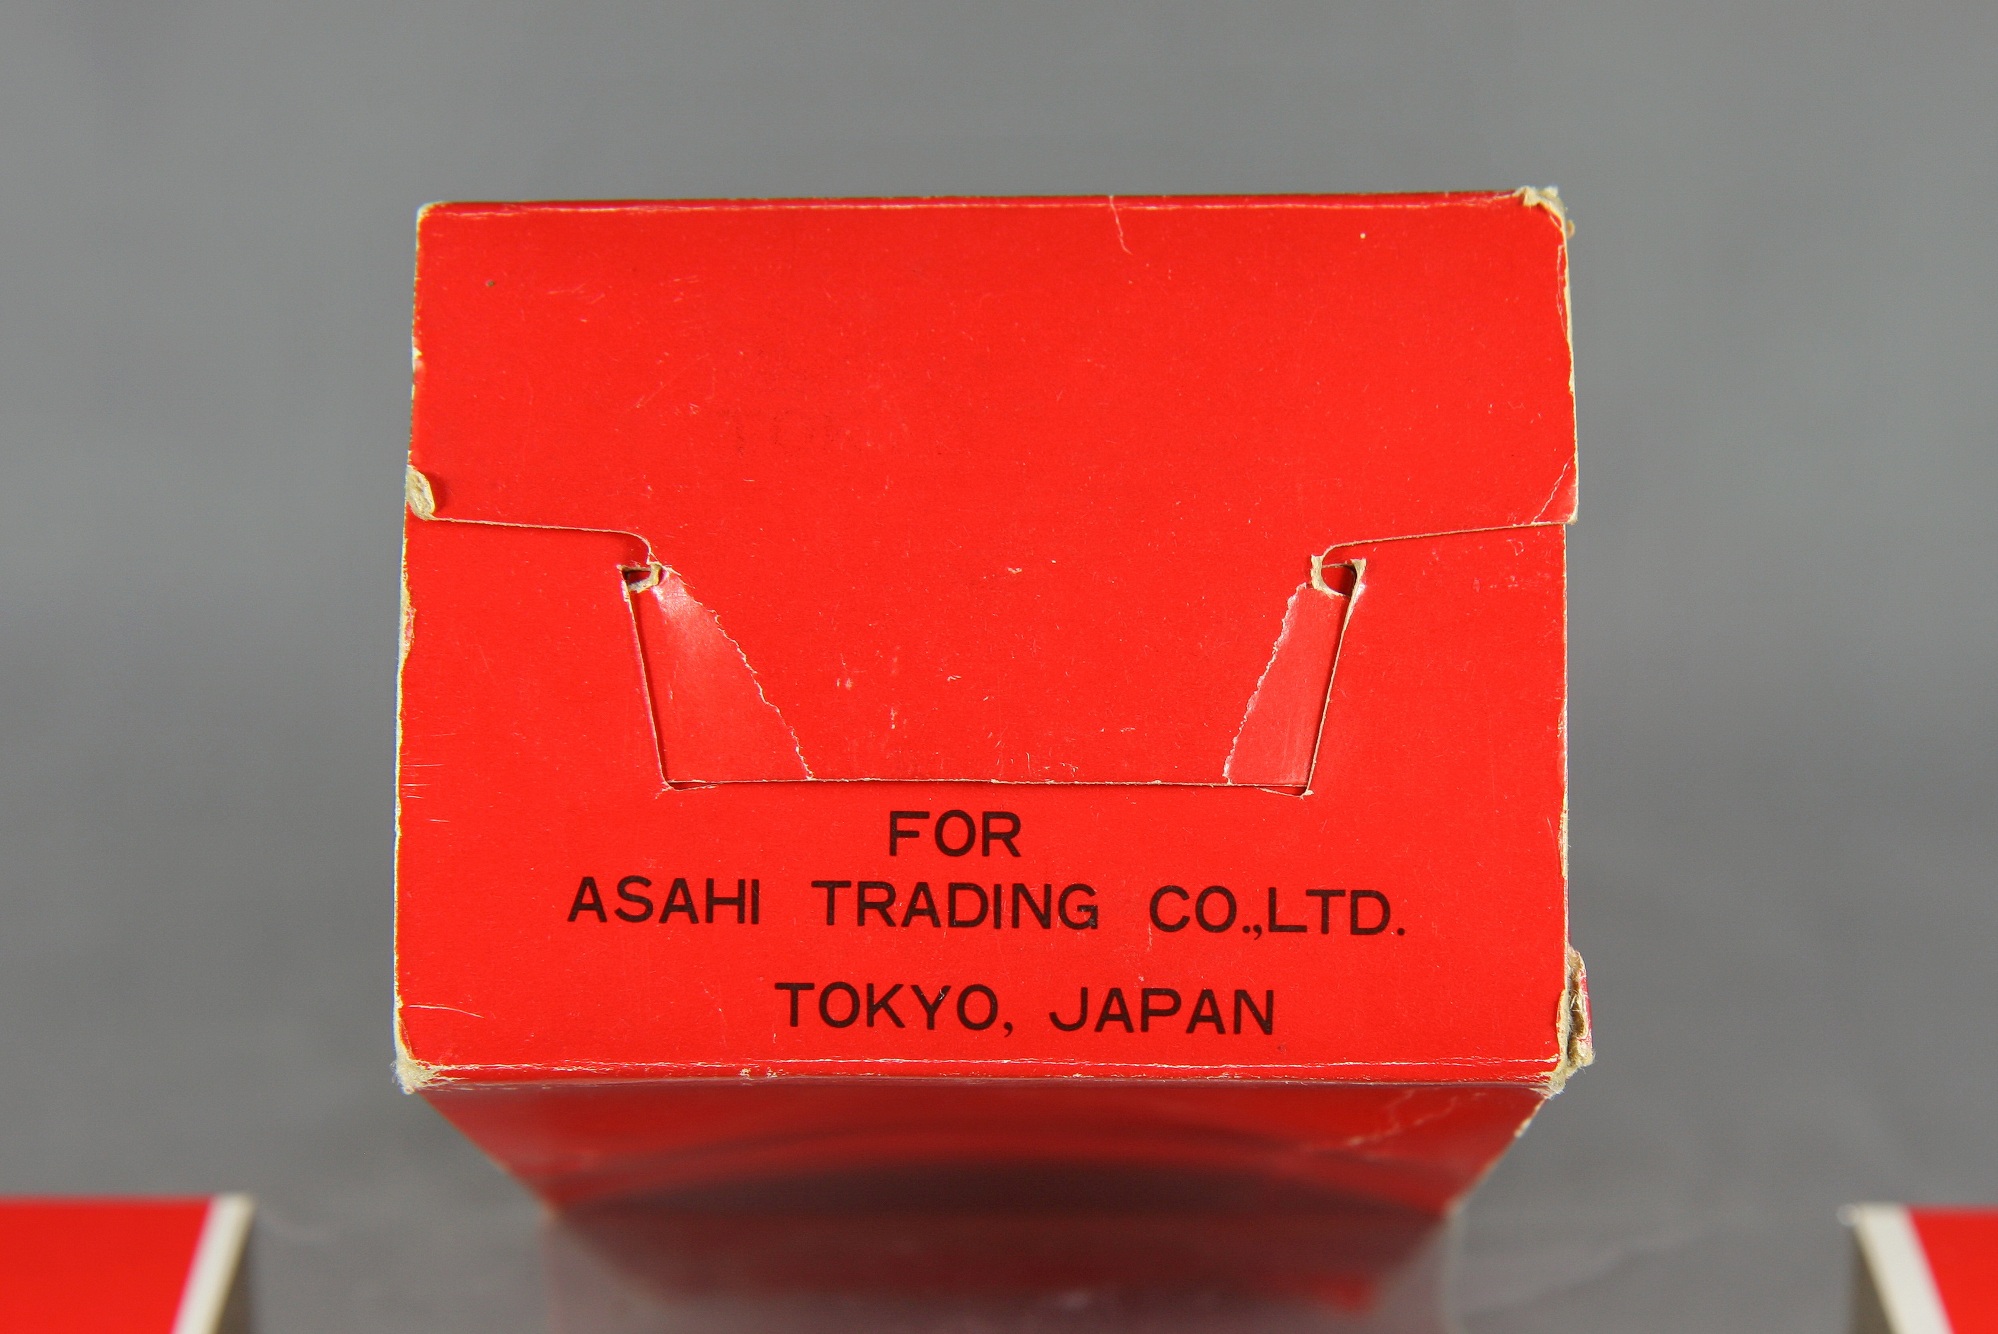 FOR
ASAHI TRADING CO.,LTD.
TOKYO, JAPAN